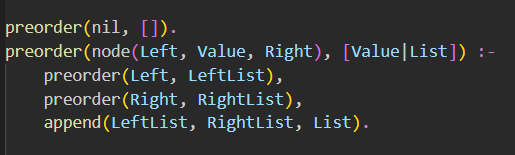 preorder(nil, []).
preorder(node(Left, Value, Right), [Value|List]) :-
    preorder(Left, LeftList),
    preorder(Right, RightList),
    append(LeftList, RightList, List).